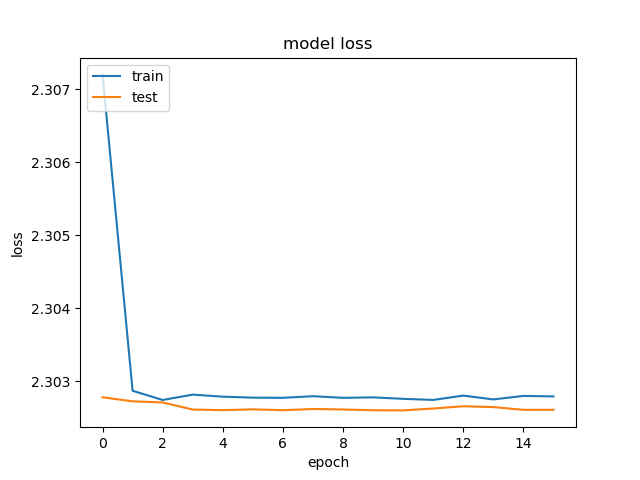 model loss
train
test
2.307
2.306
2.305
2.304
2.303
loss
0 2 4 6 8 10 12 14
epoch